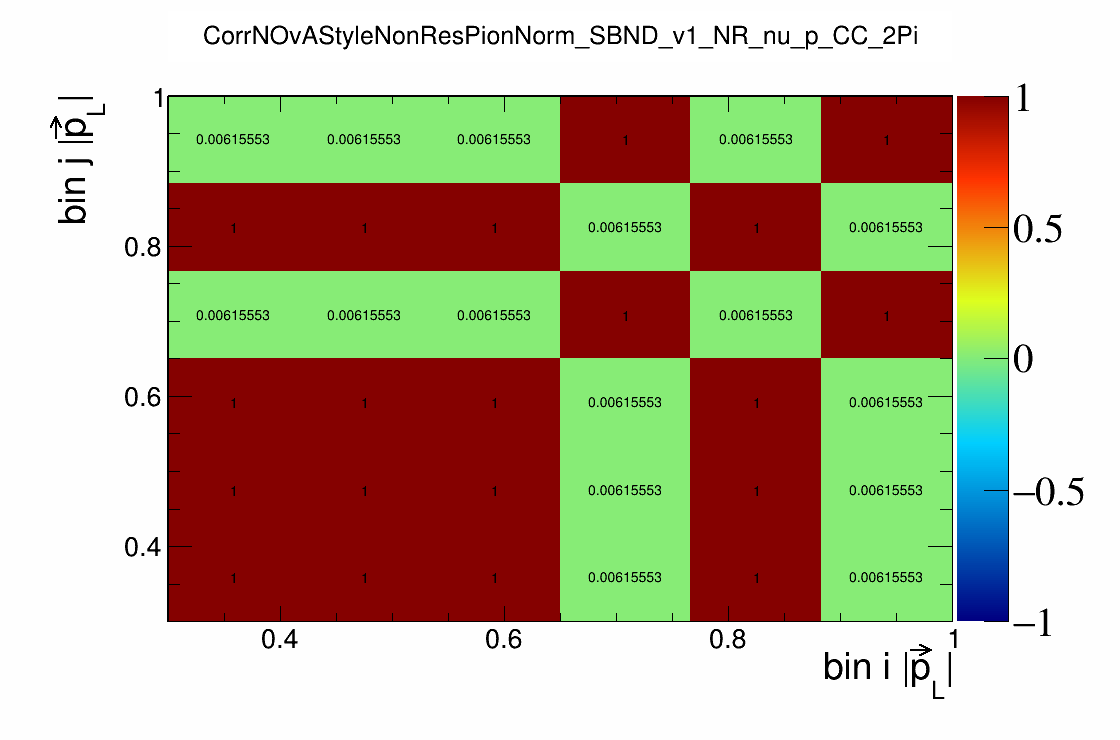 CorrNOvAStyleNonResPionNorm_SBND_v1_NR_nu_p_CC_2Pi
bin j |p_L|
1
0.8
0.6
0.4
0.00615553 0.00615553 0.00615553 1 0.00615553 1
1 1 1 0.00615553 1 0.00615553
0.00615553 0.00615553 0.00615553 1 0.00615553 1
1 1 1 0.00615553 1 0.00615553
1 1 1 0.00615553 1 0.00615553
1 1 1 0.00615553 1 0.00615553
0.4 0.6 0.8 1
bin i |p_L|
1
0.5
0
−0.5
−1